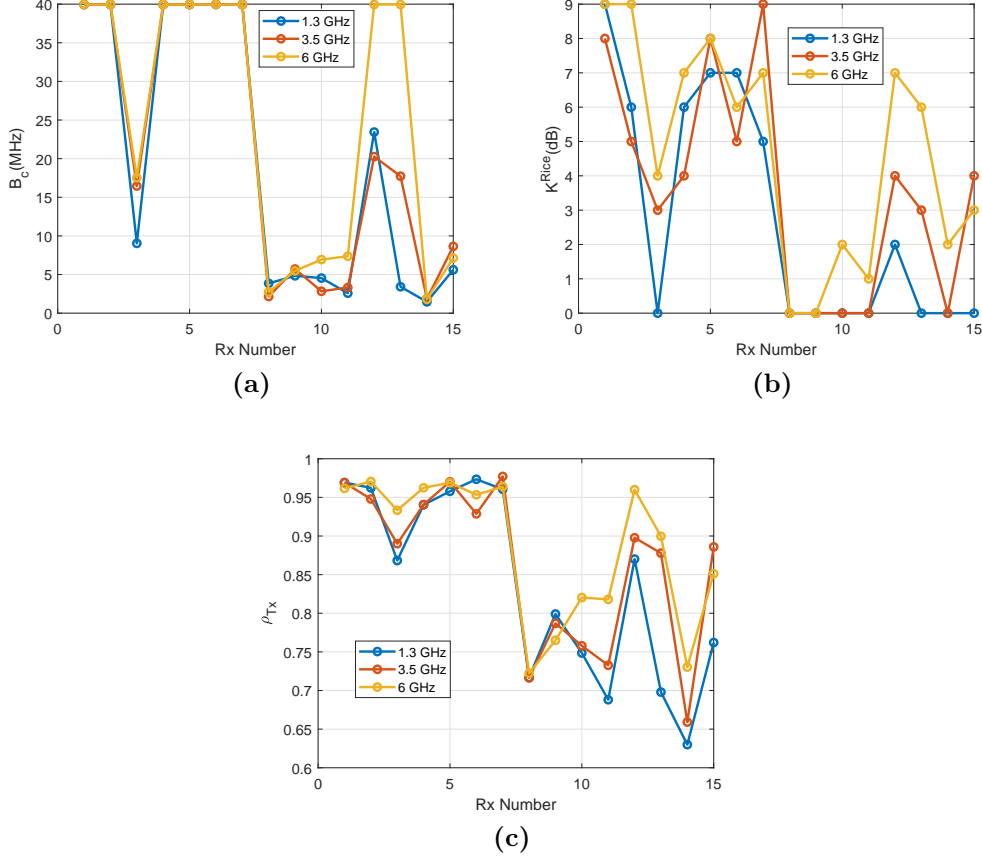 40
35
30
25
20
15
10
5
0
B_c(MHz)
1.3 GHz
3.5 GHz
6 GHz
0 5 10 15
Rx Number
(a)
9
8
7
6
5
4
3
2
1
0
K^Rice(dB)
1.3 GHz
3.5 GHz
6 GHz
0 5 10 15
Rx Number
(b)
1
0.95
0.9
0.85
0.8
0.75
0.7
0.65
0.6
ρ_Tx
1.3 GHz
3.5 GHz
6 GHz
0 5 10 15
Rx Number
(c)